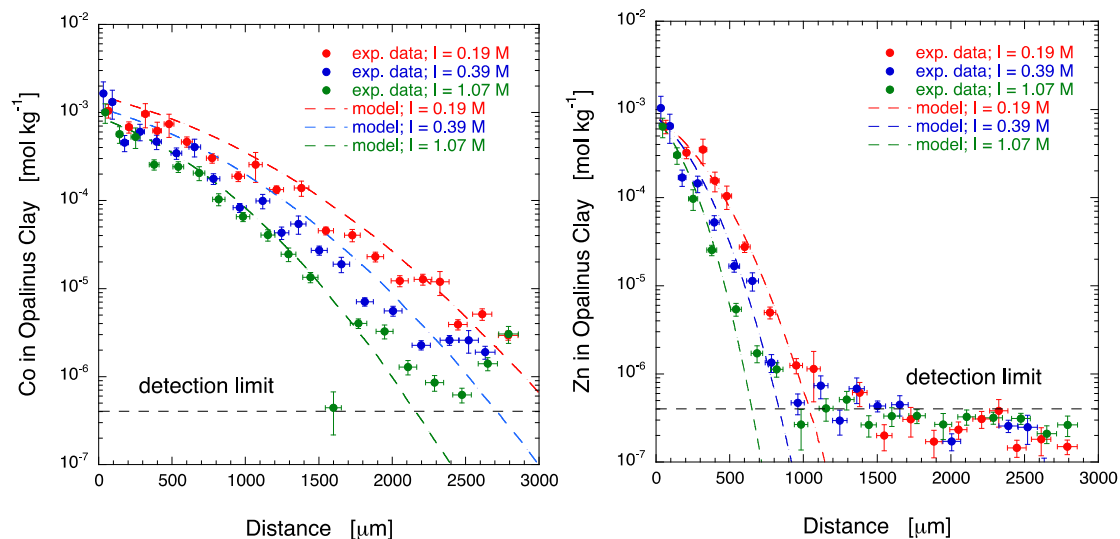 10⁻²
10⁻³
10⁻⁴
10⁻⁵
10⁻⁶
10⁻⁷
Co in Opalinus Clay [mol kg⁻¹]
exp. data; I = 0.19 M
exp. data; I = 0.39 M
exp. data; I = 1.07 M
model; I = 0.19 M
model; I = 0.39 M
model; I = 1.07 M
detection limit
0 500 1000 1500 2000 2500 3000
Distance [μm]
10⁻²
10⁻³
10⁻⁴
10⁻⁵
10⁻⁶
10⁻⁷
Zn in Opalinus Clay [mol kg⁻¹]
exp. data; I = 0.19 M
exp. data; I = 0.39 M
exp. data; I = 1.07 M
model; I = 0.19 M
model; I = 0.39 M
model; I = 1.07 M
detection limit
0 500 1000 1500 2000 2500 3000
Distance [μm]